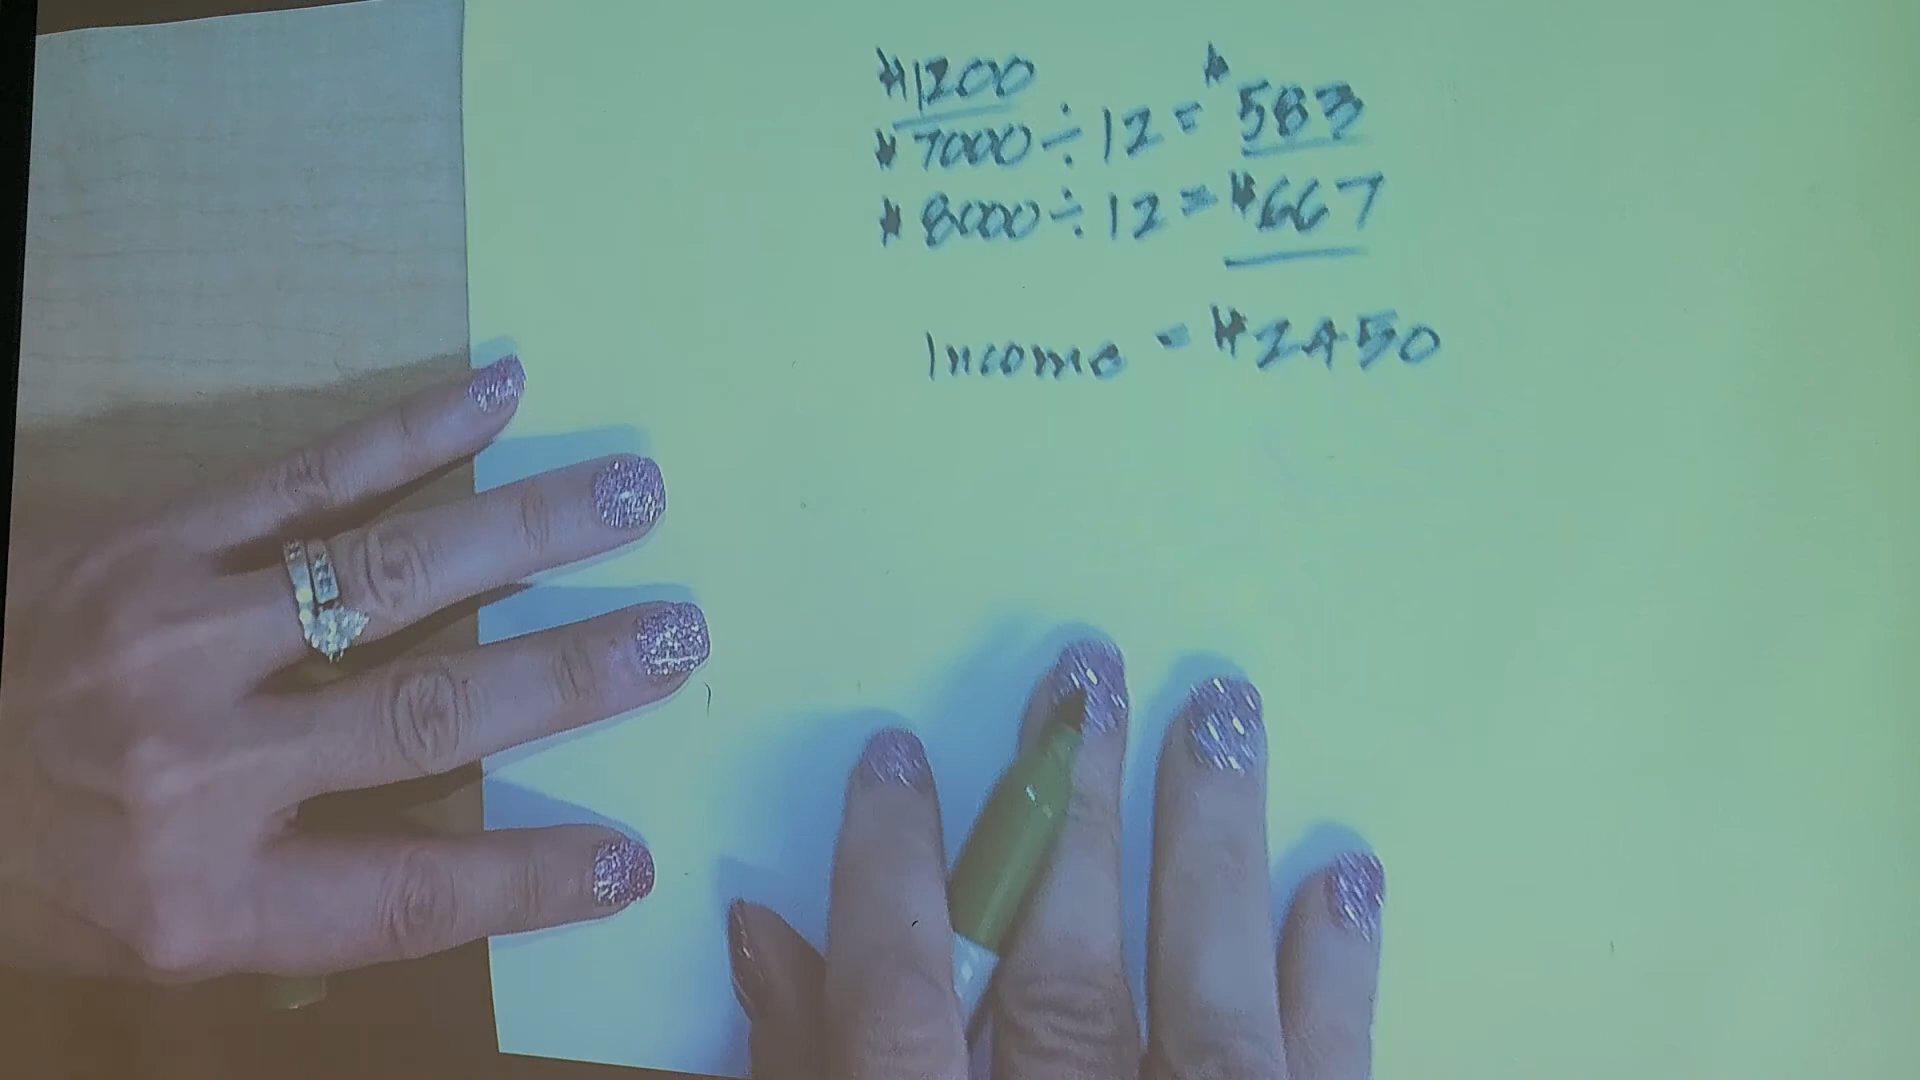 $1200
$7000 ÷ 12 = $583
$8000 ÷ 12 = $667
Income = $2450